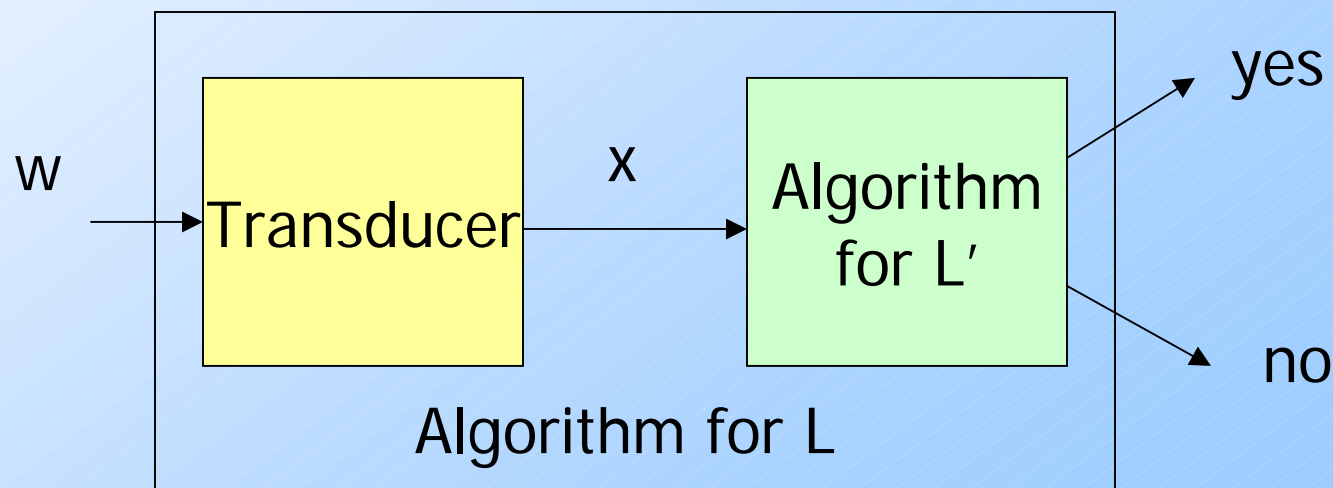 yes
w
x
Transducer
Algorithm
for L′
no
Algorithm for L